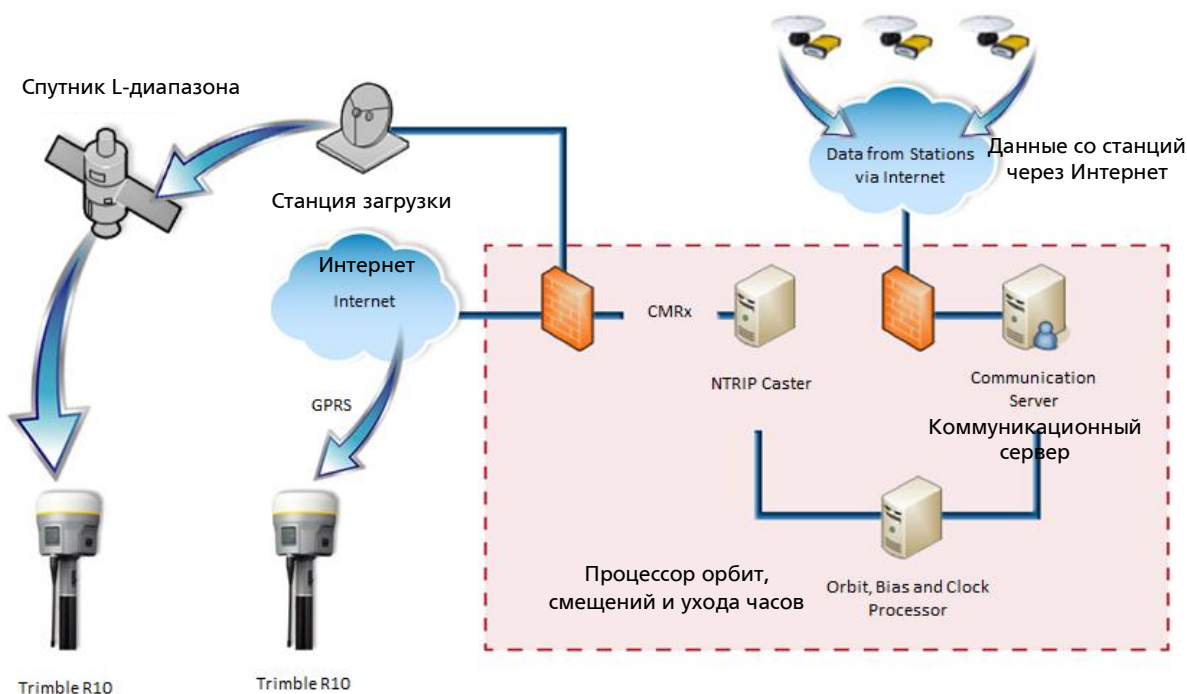 Спутник L-диапазона
Станция загрузки
Data from Stations
via Internet
Данные со станций
через Интернет
Интернет
Internet
CMRx
GPRS
NTRIP Caster
Communication
Server
Коммуникационный
сервер
Процессор орбит,
смещений и ухода часов
Orbit, Bias and Clock
Processor
Trimble R10
Trimble R10